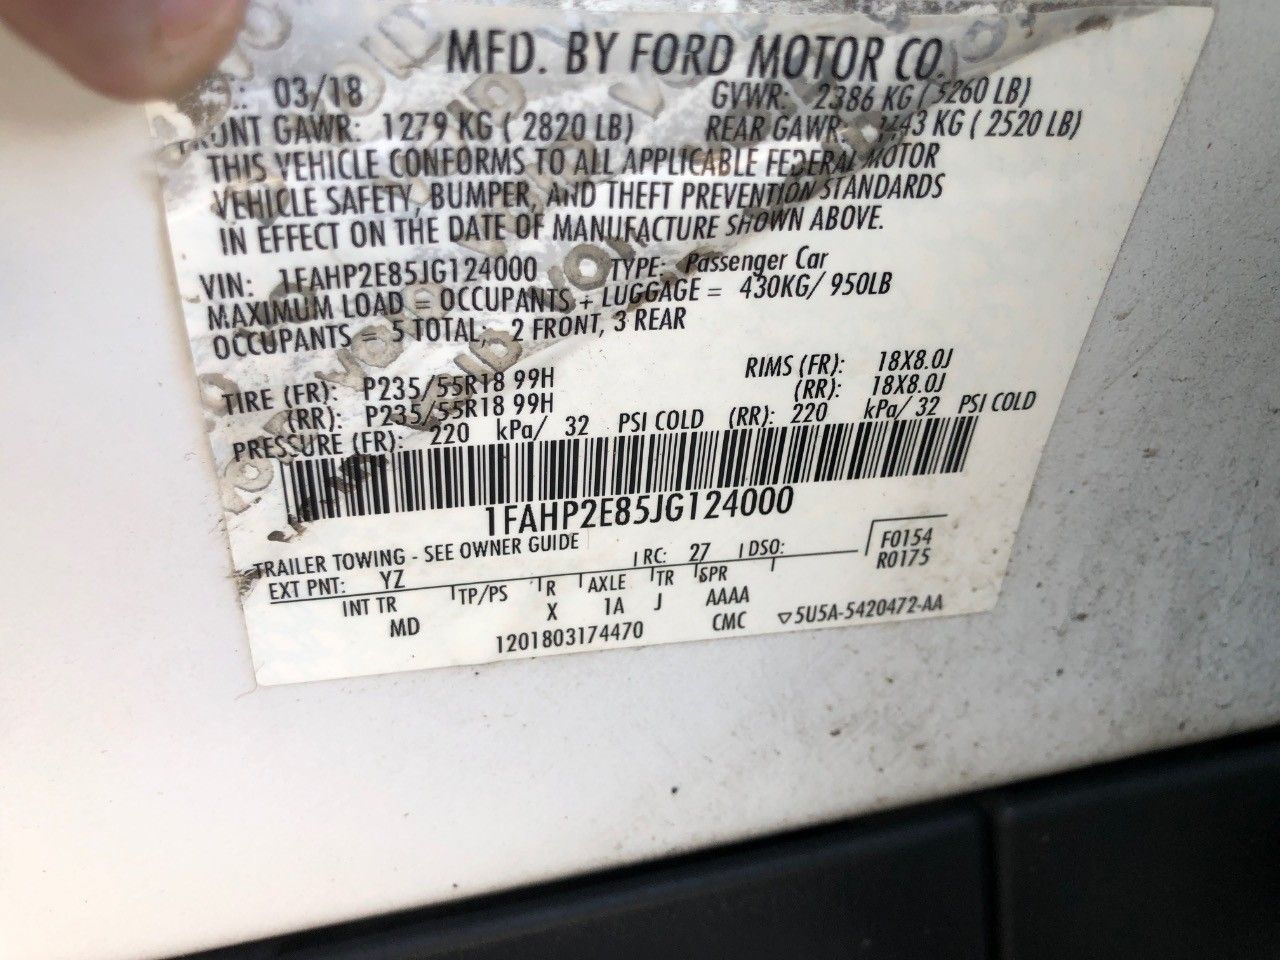 MFD. BY FORD MOTOR CO.
03/18 GVWR: 2386 KG ( 5260 LB)
FRONT GAWR: 1279 KG ( 2820 LB) REAR GAWR: 1143 KG ( 2520 LB)
THIS VEHICLE CONFORMS TO ALL APPLICABLE FEDERAL MOTOR
VEHICLE SAFETY, BUMPER, AND THEFT PREVENTION STANDARDS
IN EFFECT ON THE DATE OF MANUFACTURE SHOWN ABOVE.
VIN: 1FAHP2E85JG124000 TYPE: Passenger Car
MAXIMUM LOAD = OCCUPANTS + LUGGAGE = 430KG/ 950LB
OCCUPANTS = 5 TOTAL; 2 FRONT, 3 REAR
TIRE (FR): P235/55R18 99H RIMS (FR): 18X8.0J
(RR): P235/55R18 99H (RR): 18X8.0J
PRESSURE (FR): 220 kPa/ 32 PSI COLD (RR): 220 kPa/ 32 PSI COLD
1FAHP2E85JG124000
TRAILER TOWING - SEE OWNER GUIDE
EXT PNT: YZ RC: 27 DSO: F0154
R0175
INT TR TP/PS R AXLE TR SPR
MD X 1A J AAAA
1201803174470 CMC ▽5U5A-5420472-AA
VOID VOID VOID VOID